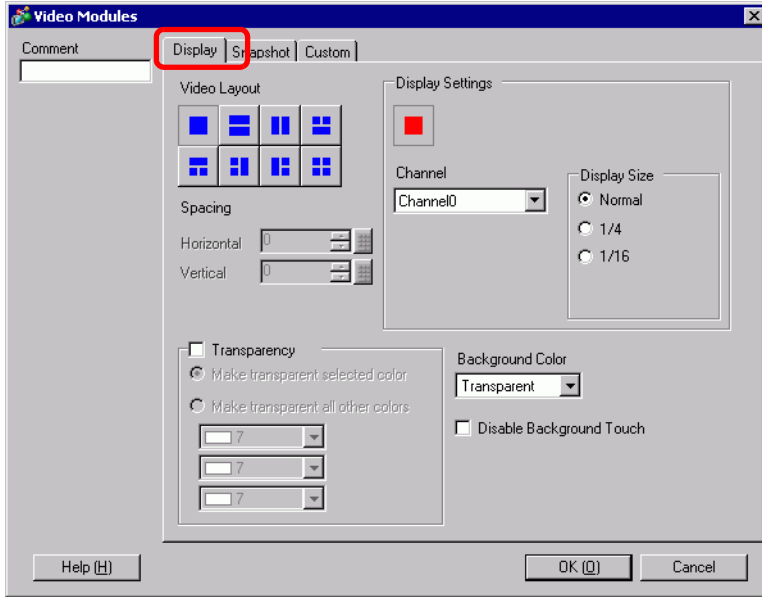 Video Modules
Comment
Display
Snapshot
Custom
Video Layout
Spacing
Horizontal 0
Vertical 0
Display Settings
Channel
Channel0
Display Size
Normal
1/4
1/16
Transparency
Make transparent selected color
Make transparent all other colors
7
7
7
Background Color
Transparent
Disable Background Touch
Help (H)
OK (O)
Cancel